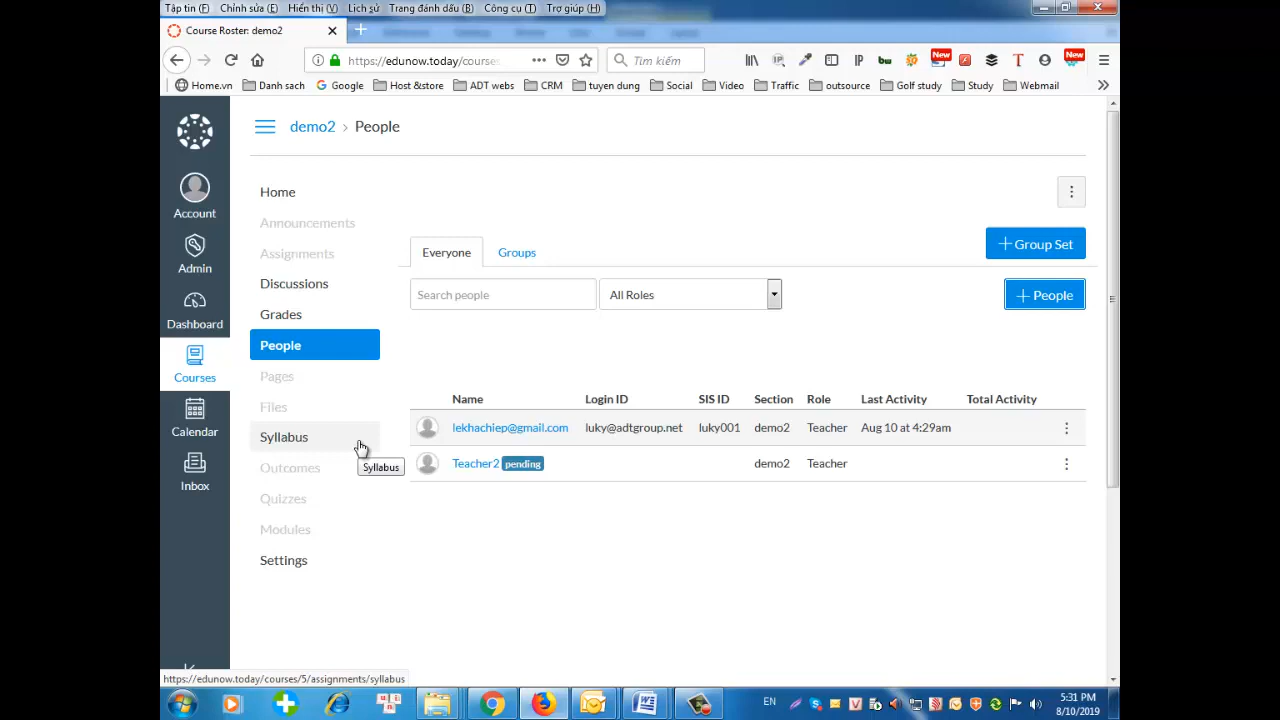 Tập tin (F) Chỉnh sửa (E) Hiển thị (V) Lịch sử Trang đánh dấu (B) Công cụ (T) Trợ giúp (H)
Course Roster: demo2
https://edunow.today/courses
Tìm kiếm
IP
bw
New
T
New
Home.vn Danh sach Google Host &store ADT webs CRM tuyen dung Social Video Traffic outsource Golf study Study Webmail
demo2 > People
Account
Admin
Dashboard
Courses
Calendar
Inbox
Home
Announcements
Assignments
Discussions
Grades
People
Pages
Files
Syllabus
Outcomes
Quizzes
Modules
Settings
Syllabus
Everyone Groups
+ Group Set
Search people
All Roles
+ People
Name Login ID SIS ID Section Role Last Activity Total Activity
lekhachiep@gmail.com luky@adtgroup.net luky001 demo2 Teacher Aug 10 at 4:29am
Teacher2 pending demo2 Teacher
https://edunow.today/courses/5/assignments/syllabus
EN
5:31 PM
8/10/2019